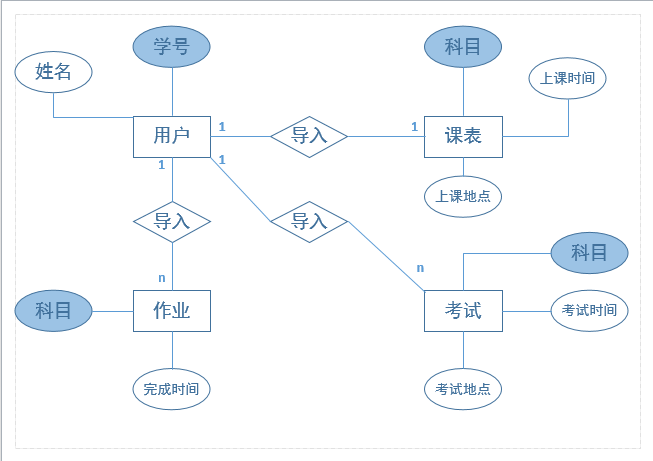 学号
科目
姓名
上课时间
用户
1
导入
1
课表
1
1
上课地点
导入
导入
n
n
科目
科目
作业
考试
考试时间
完成时间
考试地点